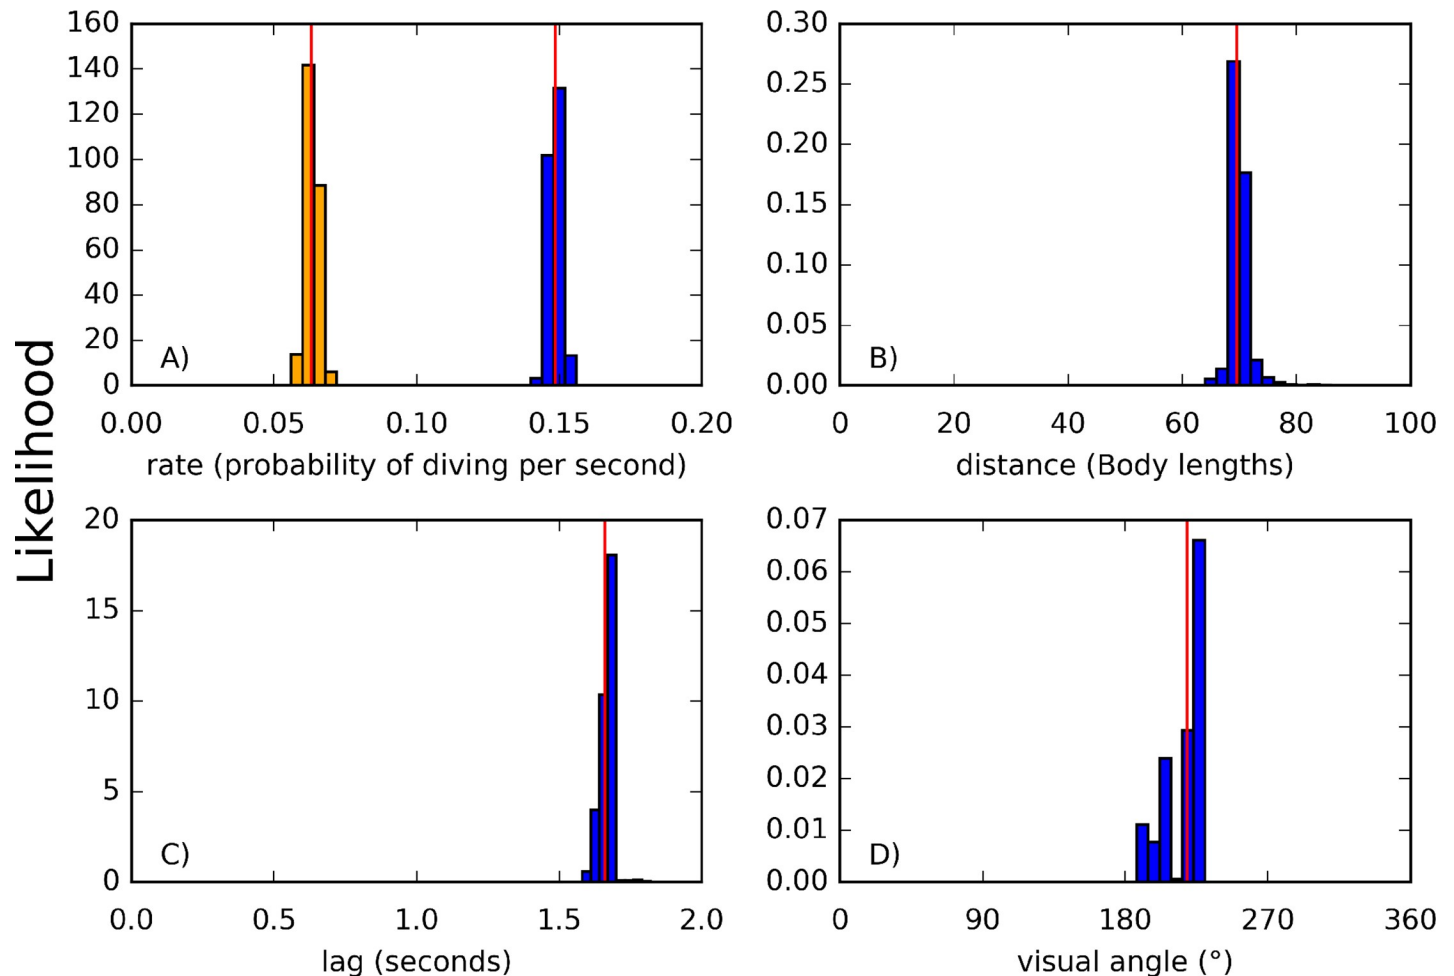 Likelihood
160
140
120
100
80
60
40
20
0
A)
0.00 0.05 0.10 0.15 0.20
rate (probability of diving per second)
0.30
0.25
0.20
0.15
0.10
0.05
0.00
B)
0 20 40 60 80 100
distance (Body lengths)
20
15
10
5
0
C)
0.0 0.5 1.0 1.5 2.0
lag (seconds)
0.07
0.06
0.05
0.04
0.03
0.02
0.01
0.00
D)
0 90 180 270 360
visual angle (°)